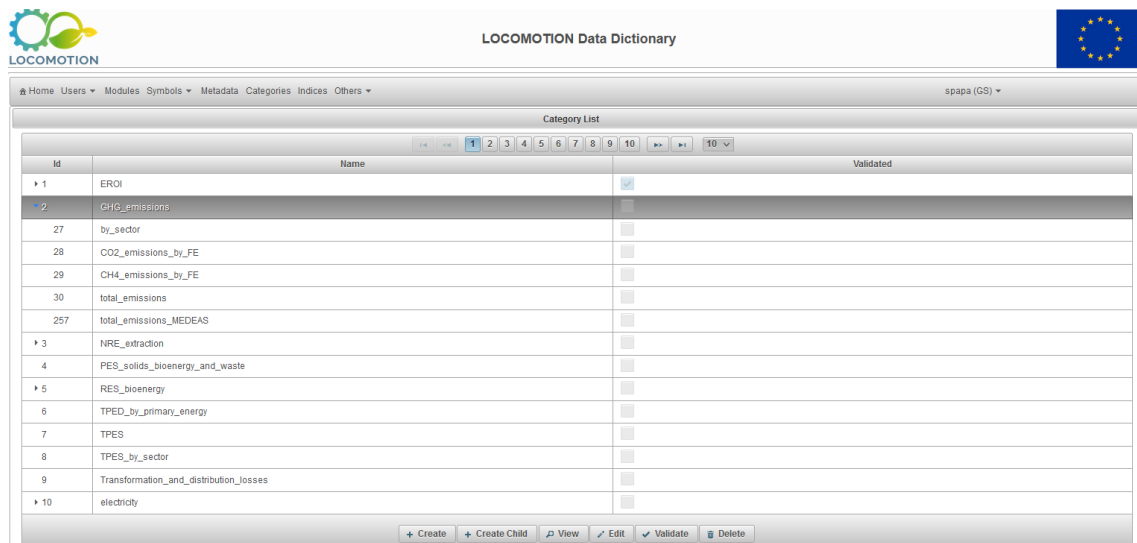 LOCOMOTION
LOCOMOTION Data Dictionary
Home Users Modules Symbols Metadata Categories Indices Others spapa (GS)
Category List
1 2 3 4 5 6 7 8 9 10 10
Id Name Validated
1 EROI
2 GHG_emissions
27 by_sector
28 CO2_emissions_by_FE
29 CH4_emissions_by_FE
30 total_emissions
257 total_emissions_MEDEAS
3 NRE_extraction
4 PES_solids_bioenergy_and_waste
5 RES_bioenergy
6 TPED_by_primary_energy
7 TPES
8 TPES_by_sector
9 Transformation_and_distribution_losses
10 electricity
+ Create + Create Child View Edit Validate Delete